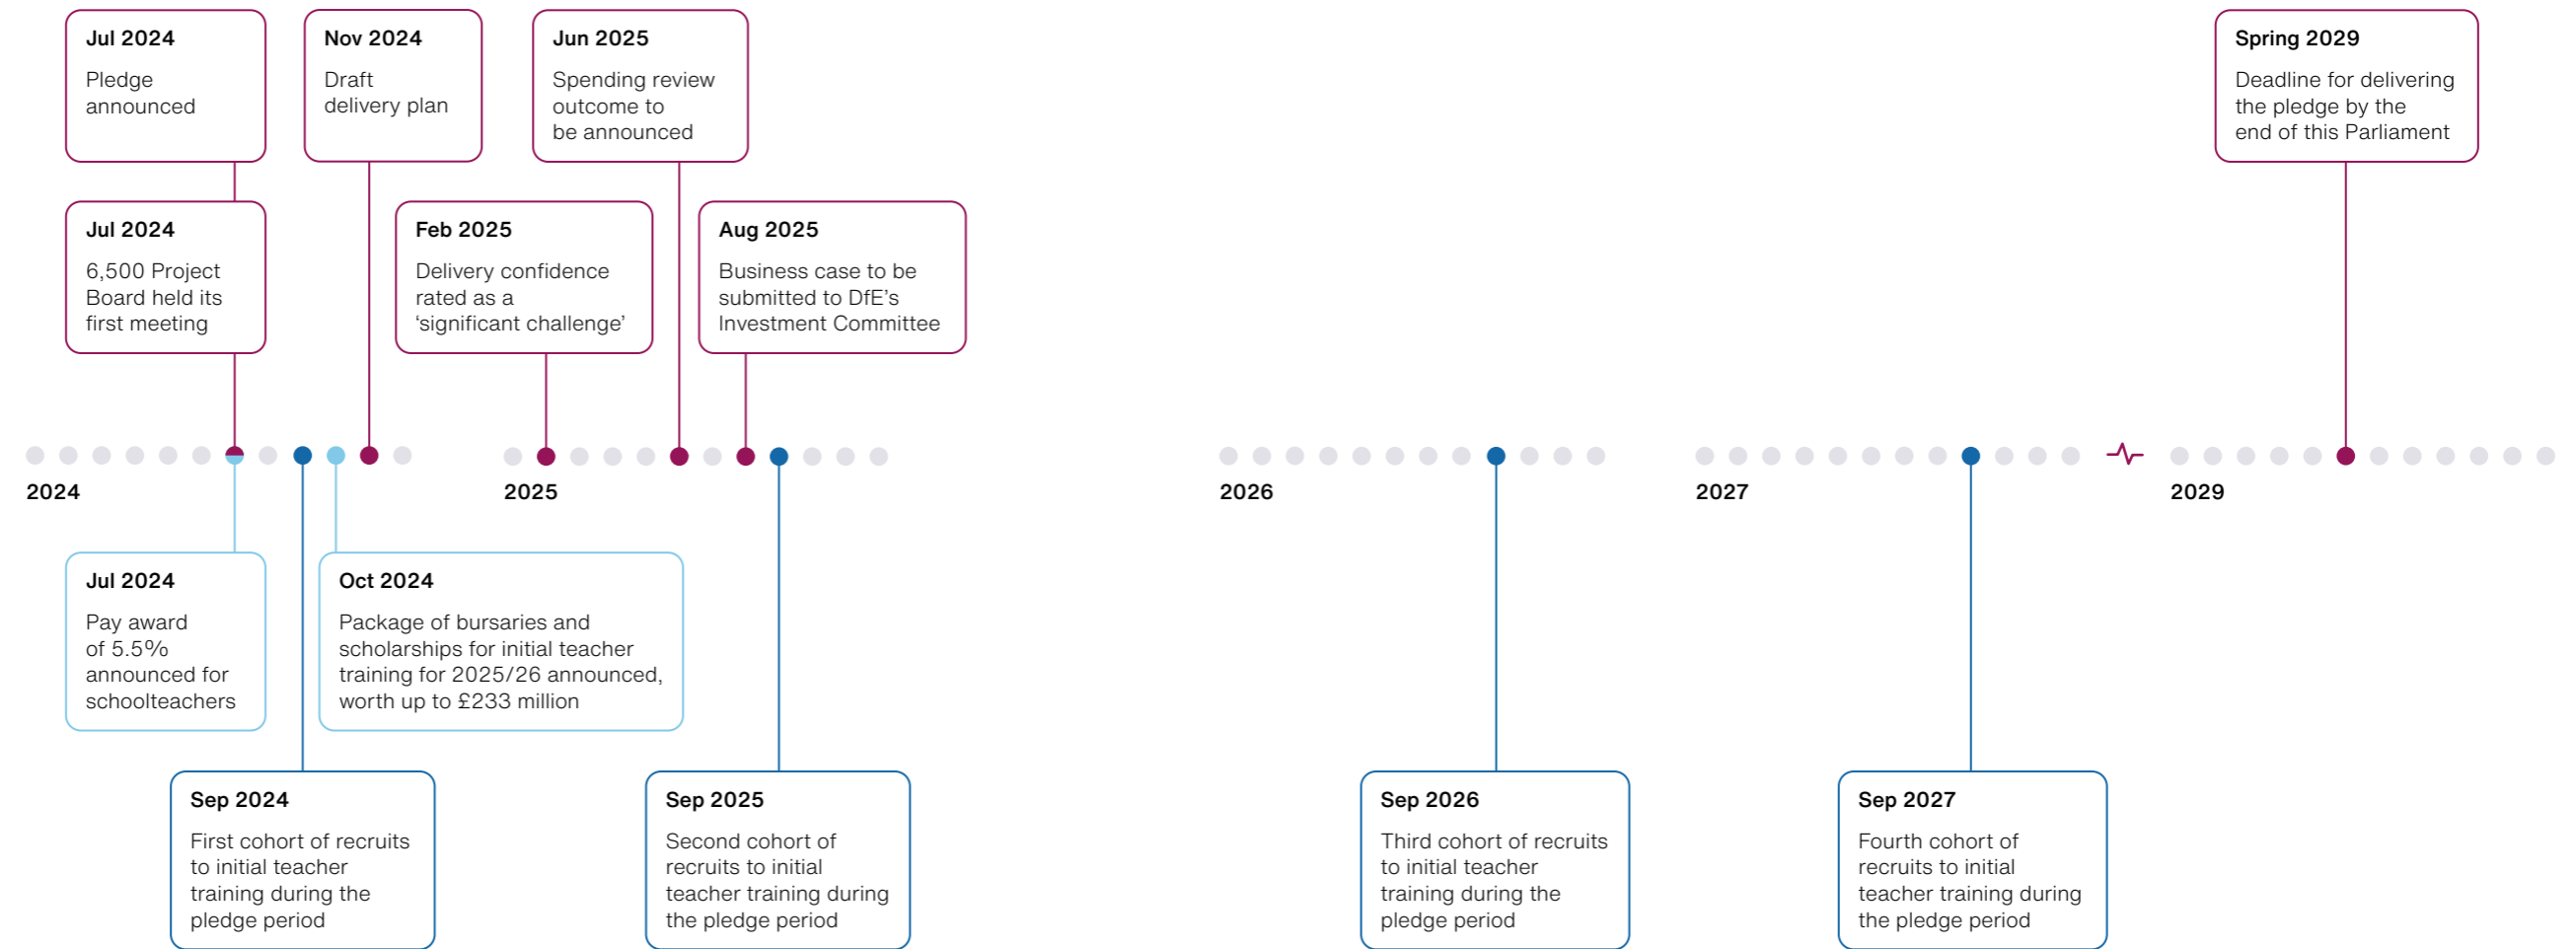 Jul 2024
Pledge
announced
Nov 2024
Draft
delivery plan
Jun 2025
Spending review
outcome to
be announced
Spring 2029
Deadline for delivering
the pledge by the
end of this Parliament
Jul 2024
6,500 Project
Board held its
first meeting
Feb 2025
Delivery confidence
rated as a
‘significant challenge’
Aug 2025
Business case to be
submitted to DfE’s
Investment Committee
2024
2025
2026
2027
2029
Jul 2024
Pay award
of 5.5%
announced for
schoolteachers
Oct 2024
Package of bursaries and
scholarships for initial teacher
training for 2025/26 announced,
worth up to £233 million
Sep 2024
First cohort of recruits
to initial teacher
training during the
pledge period
Sep 2025
Second cohort of
recruits to initial
teacher training during
the pledge period
Sep 2026
Third cohort of recruits
to initial teacher
training during the
pledge period
Sep 2027
Fourth cohort of
recruits to initial
teacher training during
the pledge period